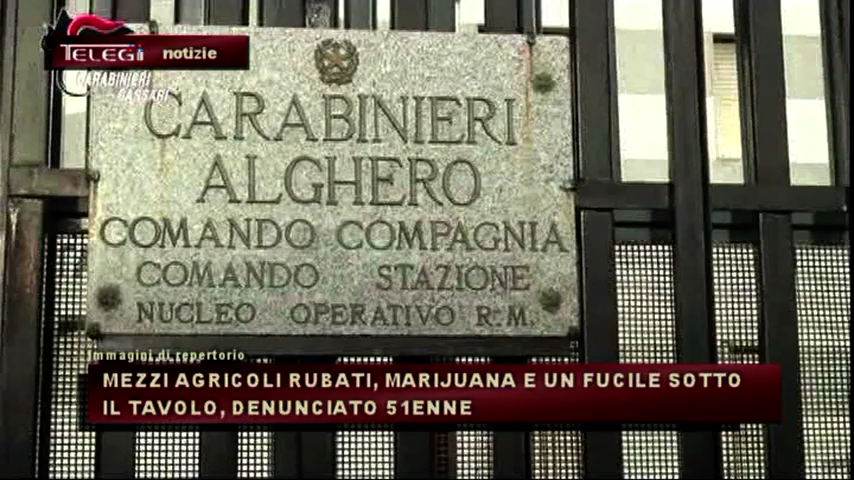 TELEGI notizie
CARABINIERI
SASSARI
CARABINIERI
ALGHERO
COMANDO COMPAGNIA
COMANDO STAZIONE
NUCLEO OPERATIVO R.M.
Immagini di repertorio
MEZZI AGRICOLI RUBATI, MARIJUANA E UN FUCILE SOTTO
IL TAVOLO, DENUNCIATO 51ENNE